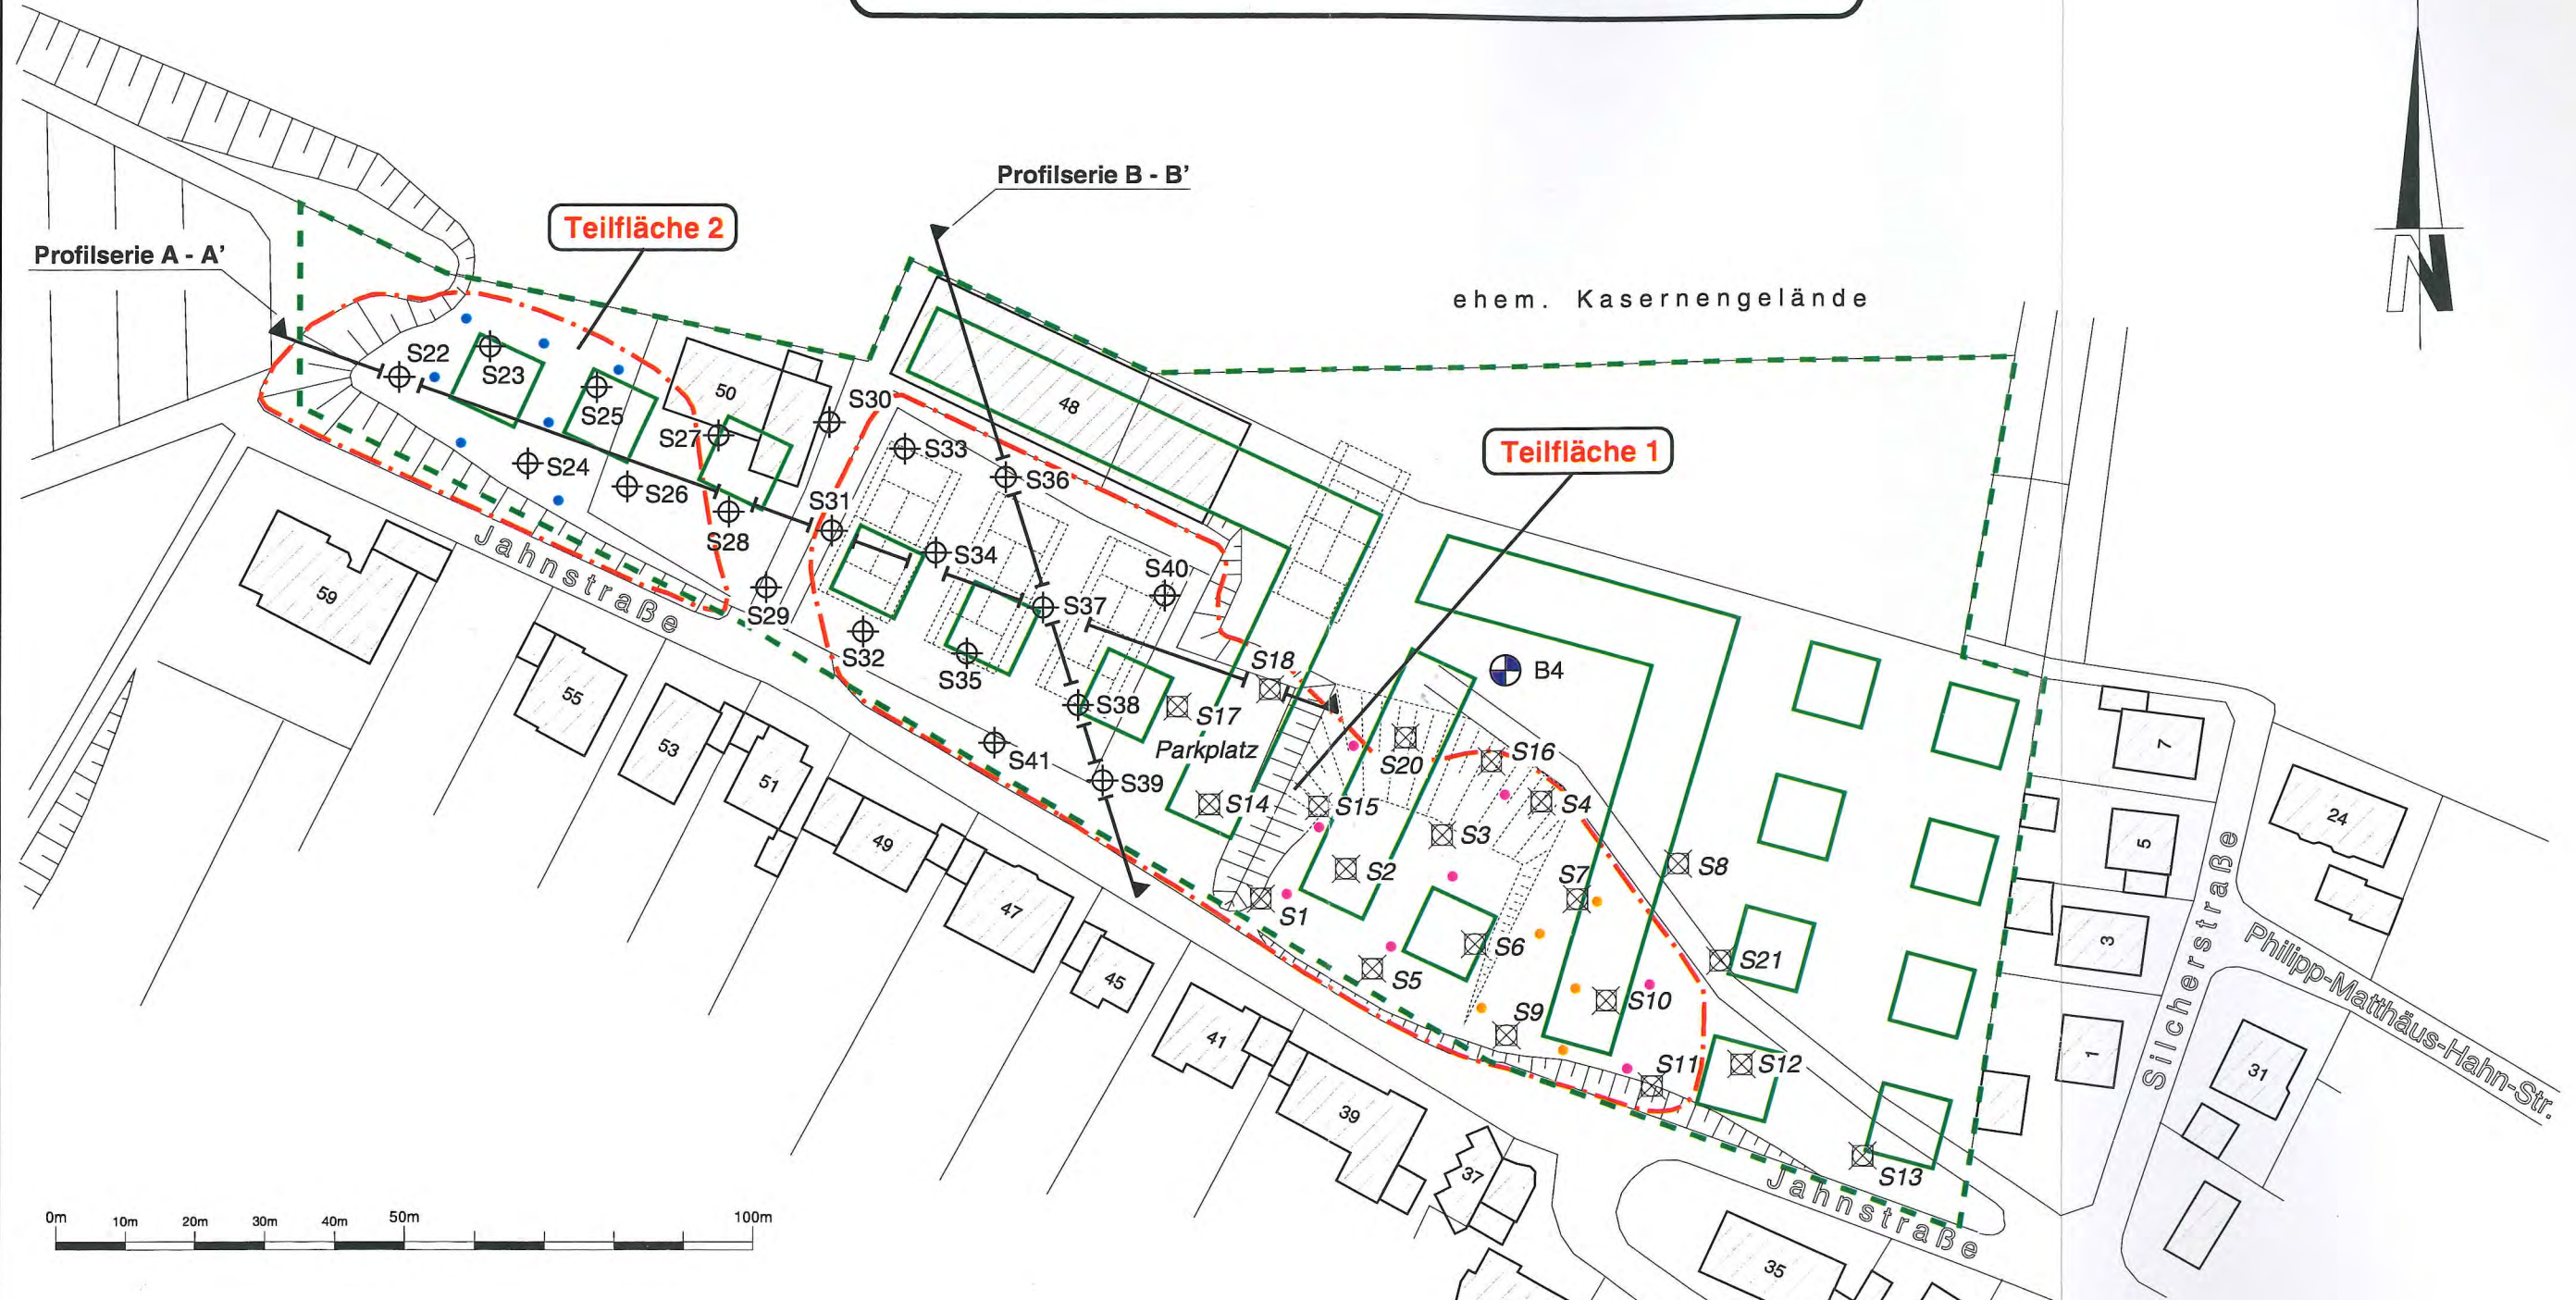 Profilserie B - B'
Teilfläche 2
Profilserie A - A'
ehem. Kasernengelände
N
S22
S23
50
S30
48
S25
S27
S33
Teilfläche 1
S24
S26
S36
S31
S28
S34
S40
Jahnstraße
59
S29
S37
S32
S35
S18
B4
55
S38
S17
53
Parkplatz
S41
S16
7
51
S39
S20
S14
S15
S4
24
49
S3
5
S2
S7
S8
47
S1
S6
3
S5
S21
45
Silcherstraße
Philipp-Matthäus-Hahn-Str.
S10
S9
41
1
S11
S12
31
39
37
S13
Jahnstraße
35
0m 10m 20m 30m 40m 50m 100m